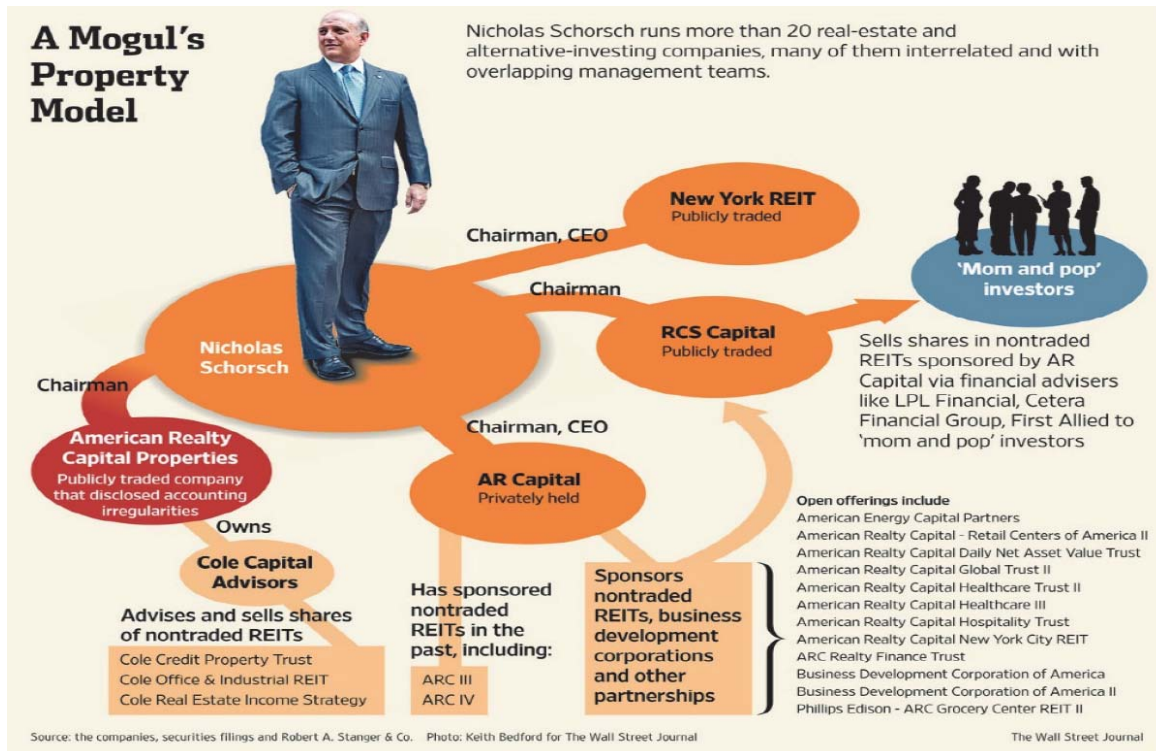 A Mogul's
Property
Model
Nicholas Schorsch runs more than 20 real-estate and
alternative-investing companies, many of them interrelated and with
overlapping management teams.
New York REIT
Publicly traded
Chairman, CEO
'Mom and pop'
investors
Chairman
RCS Capital
Publicly traded
Nicholas
Schorsch
Sells shares in nontraded
REITs sponsored by AR
Capital via financial advisers
like LPL Financial, Cetera
Financial Group, First Allied to
'mom and pop' investors
Chairman
American Realty
Capital Properties
Publicly traded company
that disclosed accounting
irregularities
Chairman, CEO
AR Capital
Privately held
Owns
Cole Capital
Advisors
Advises and sells shares
of nontraded REITs
Cole Credit Property Trust
Cole Office & Industrial REIT
Cole Real Estate Income Strategy
Has sponsored
nontraded
REITs in the
past, including:
ARC III
ARC IV
Sponsors
nontraded
REITs, business
development
corporations
and other
partnerships
Open offerings include
American Energy Capital Partners
American Realty Capital - Retail Centers of America II
American Realty Capital Daily Net Asset Value Trust
American Realty Capital Global Trust II
American Realty Capital Healthcare Trust II
American Realty Capital Healthcare III
American Realty Capital Hospitality Trust
American Realty Capital New York City REIT
ARC Realty Finance Trust
Business Development Corporation of America
Business Development Corporation of America II
Phillips Edison - ARC Grocery Center REIT II
Source: the companies, securities filings and Robert A. Stanger & Co. Photo: Keith Bedford for The Wall Street Journal
The Wall Street Journal